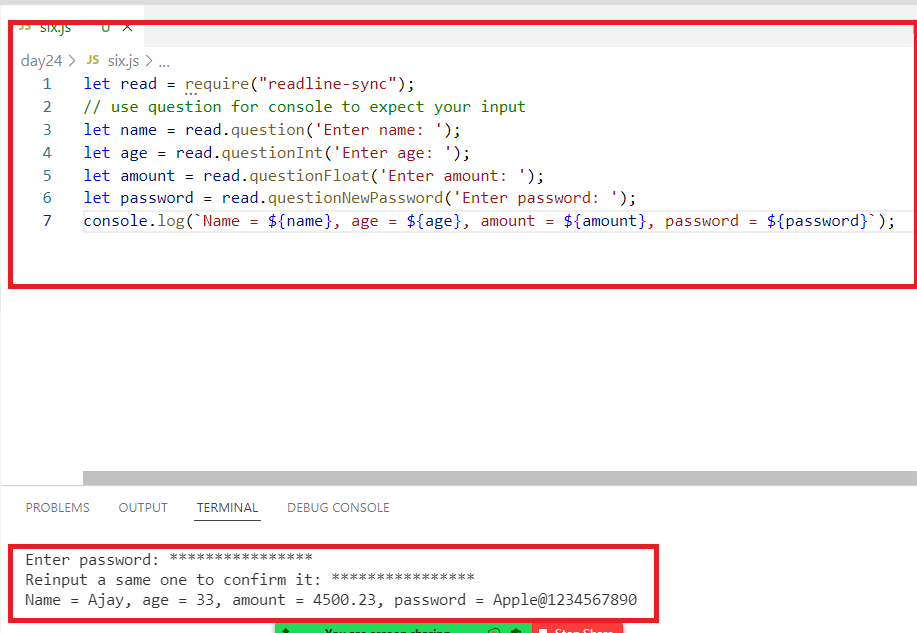 JS six.js U ×
day24 > JS six.js > ...
1 let read = require("readline-sync");
2 // use question for console to expect your input
3 let name = read.question('Enter name: ');
4 let age = read.questionInt('Enter age: ');
5 let amount = read.questionFloat('Enter amount: ');
6 let password = read.questionNewPassword('Enter password: ');
7 console.log(`Name = ${name}, age = ${age}, amount = ${amount}, password = ${password}`);
PROBLEMS OUTPUT TERMINAL DEBUG CONSOLE
Enter password: ****************
Reinput a same one to confirm it: ****************
Name = Ajay, age = 33, amount = 4500.23, password = Apple@1234567890
You are screen sharing Stop Share